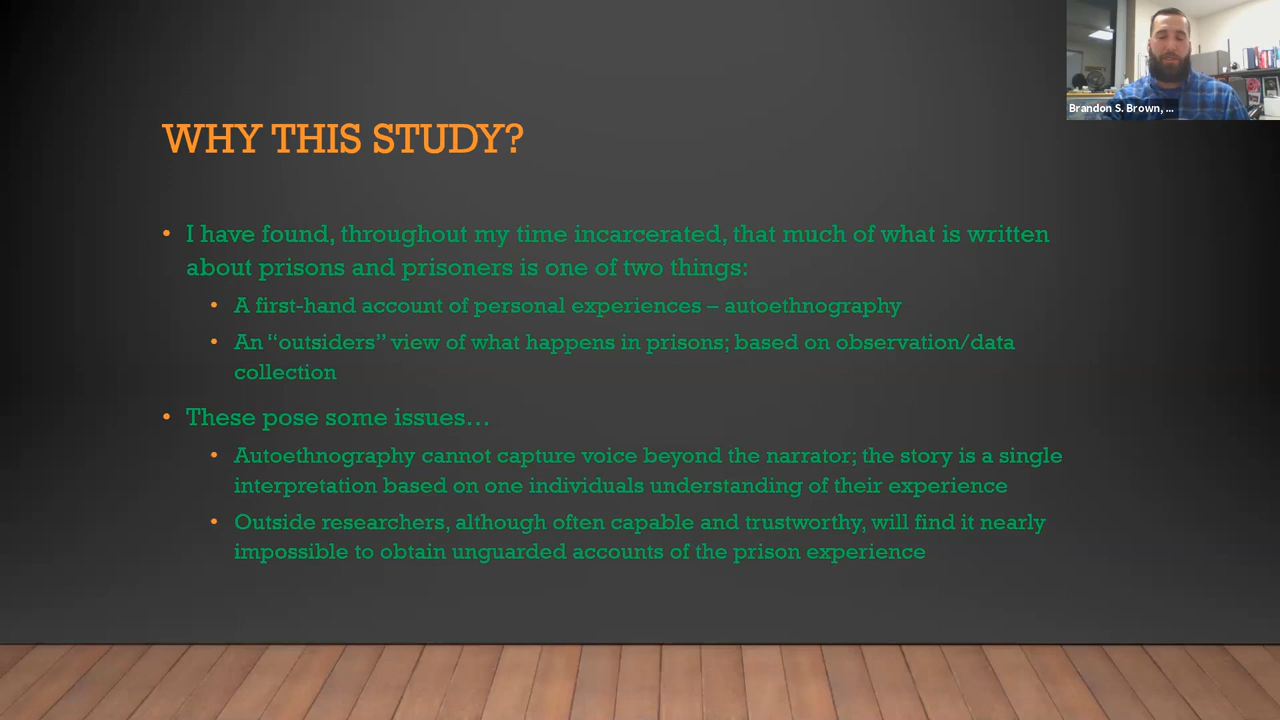 WHY THIS STUDY?
• I have found, throughout my time incarcerated, that much of what is written
about prisons and prisoners is one of two things:
• A first-hand account of personal experiences – autoethnography
• An “outsiders” view of what happens in prisons; based on observation/data
collection
• These pose some issues…
• Autoethnography cannot capture voice beyond the narrator; the story is a single
interpretation based on one individuals understanding of their experience
• Outside researchers, although often capable and trustworthy, will find it nearly
impossible to obtain unguarded accounts of the prison experience
Brandon S. Brown, ...